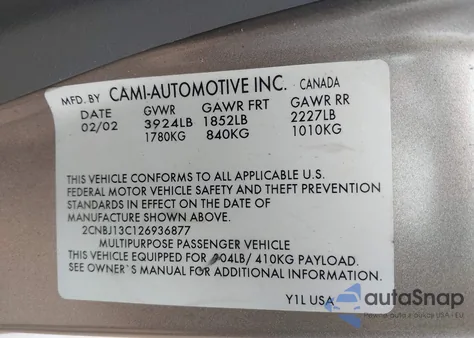 MFD. BY CAMI-AUTOMOTIVE INC. CANADA
DATE GVWR GAWR FRT GAWR RR
02/02 3924LB 1852LB 2227LB
1780KG 840KG 1010KG
THIS VEHICLE CONFORMS TO ALL APPLICABLE U.S.
FEDERAL MOTOR VEHICLE SAFETY AND THEFT PREVENTION
STANDARDS IN EFFECT ON THE DATE OF
MANUFACTURE SHOWN ABOVE.
2CNBJ13C126936877
MULTIPURPOSE PASSENGER VEHICLE
THIS VEHICLE EQUIPPED FOR 904LB/ 410KG PAYLOAD.
SEE OWNER'S MANUAL FOR ADDITIONAL INFORMATION.
Y1L USA
autoSnap